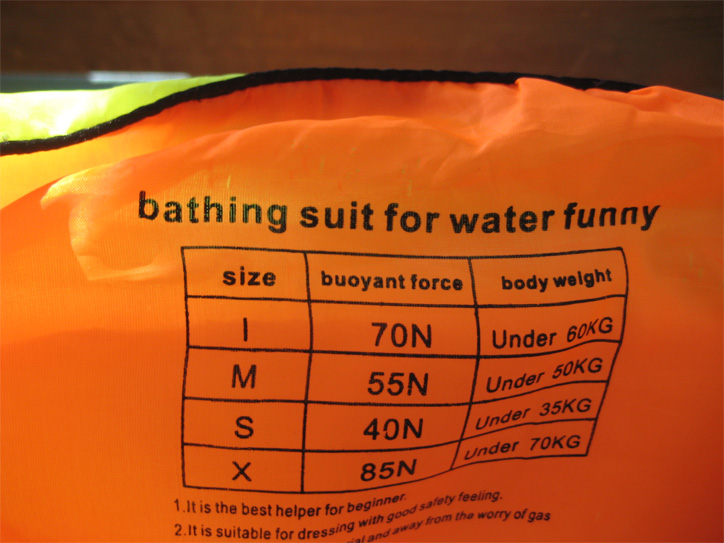 bathing suit for water funny
size buoyant force body weight
I 70N Under 60KG
M 55N Under 50KG
S 40N Under 35KG
X 85N Under 70KG
1.It is the best helper for beginner.
2.It is suitable for dressing with good safety feeling.
and away from the worry of gas